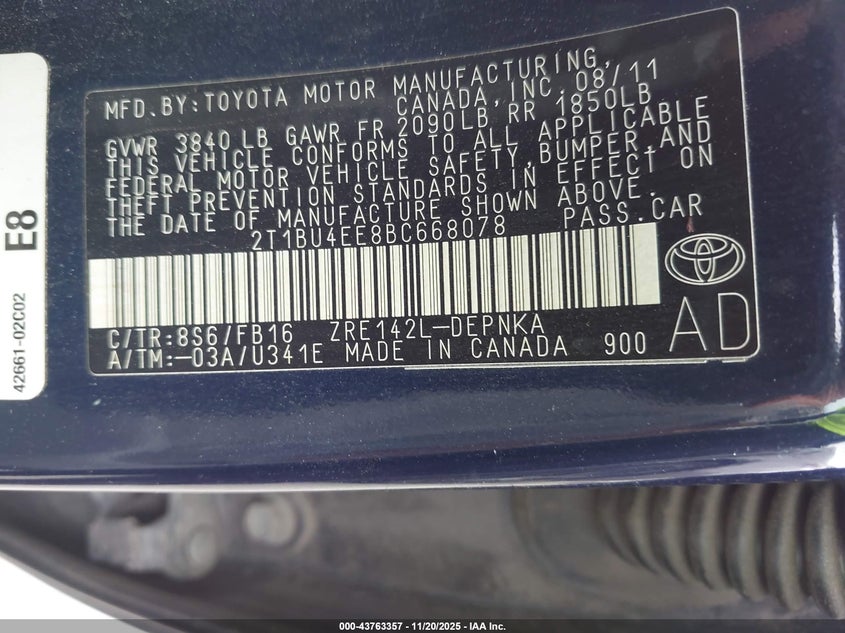 MFD.BY:TOYOTA MOTOR MANUFACTURING,
CANADA,INC. 08/11
GVWR 3840 LB GAWR FR 2090LB RR 1850LB
THIS VEHICLE CONFORMS TO ALL APPLICABLE
FEDERAL MOTOR VEHICLE SAFETY,BUMPER,AND
THEFT PREVENTION STANDARDS IN EFFECT ON
THE DATE OF MANUFACTURE SHOWN ABOVE.
2T1BU4EE8BC668078 PASS.CAR
C/TR:8S6/FB16 ZRE142L-DEPNKA
A/TM:-03A/U341E MADE IN CANADA 900
AD
E8
42661-02C02
000-43763357 - 11/20/2025 - IAA Inc.